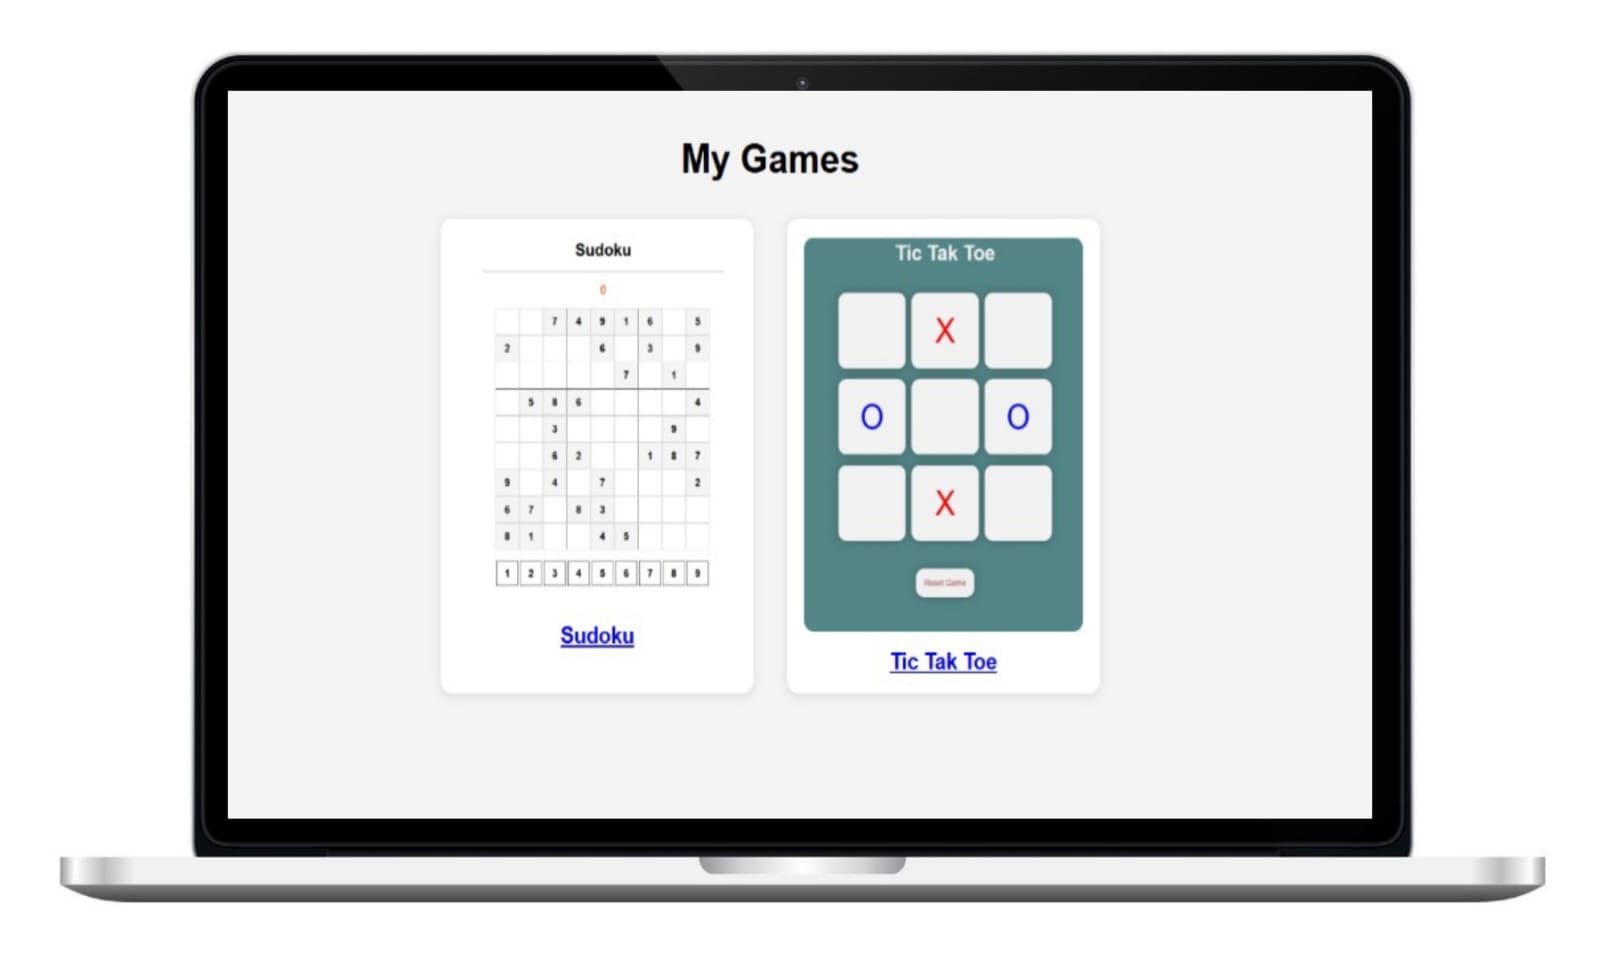 My Games
Sudoku
0
7 4 9 1 6 5
2 6 3 9
7 1
5 8 6 4
3 9
6 2 1 8 7
9 4 7 2
6 7 8 3
8 1 4 5
1 2 3 4 5 6 7 8 9
Sudoku
Tic Tak Toe
X
O O
X
Reset Game
Tic Tak Toe